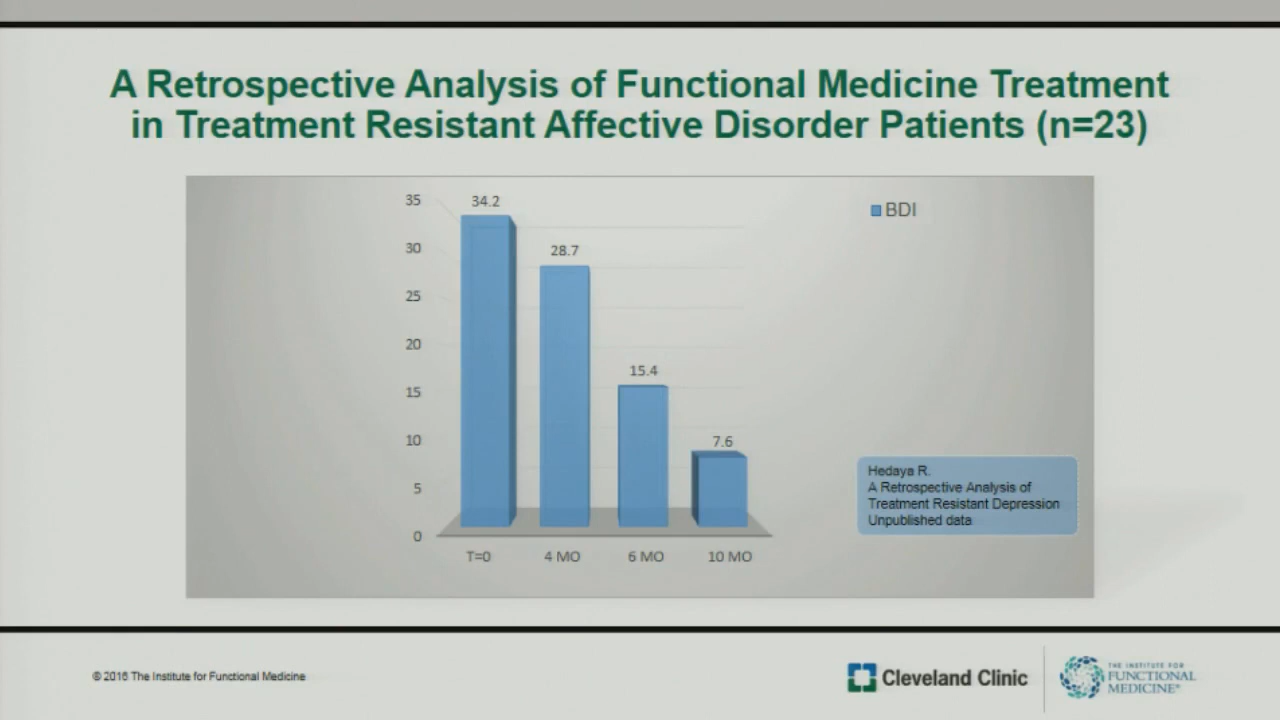 A Retrospective Analysis of Functional Medicine Treatment
in Treatment Resistant Affective Disorder Patients (n=23)
35
30
25
20
15
10
5
0
34.2
28.7
15.4
7.6
T=0
4 MO
6 MO
10 MO
BDI
Hedaya R.
A Retrospective Analysis of
Treatment Resistant Depression
Unpublished data
© 2016 The Institute for Functional Medicine
Cleveland Clinic
THE INSTITUTE FOR
FUNCTIONAL
MEDICINE®